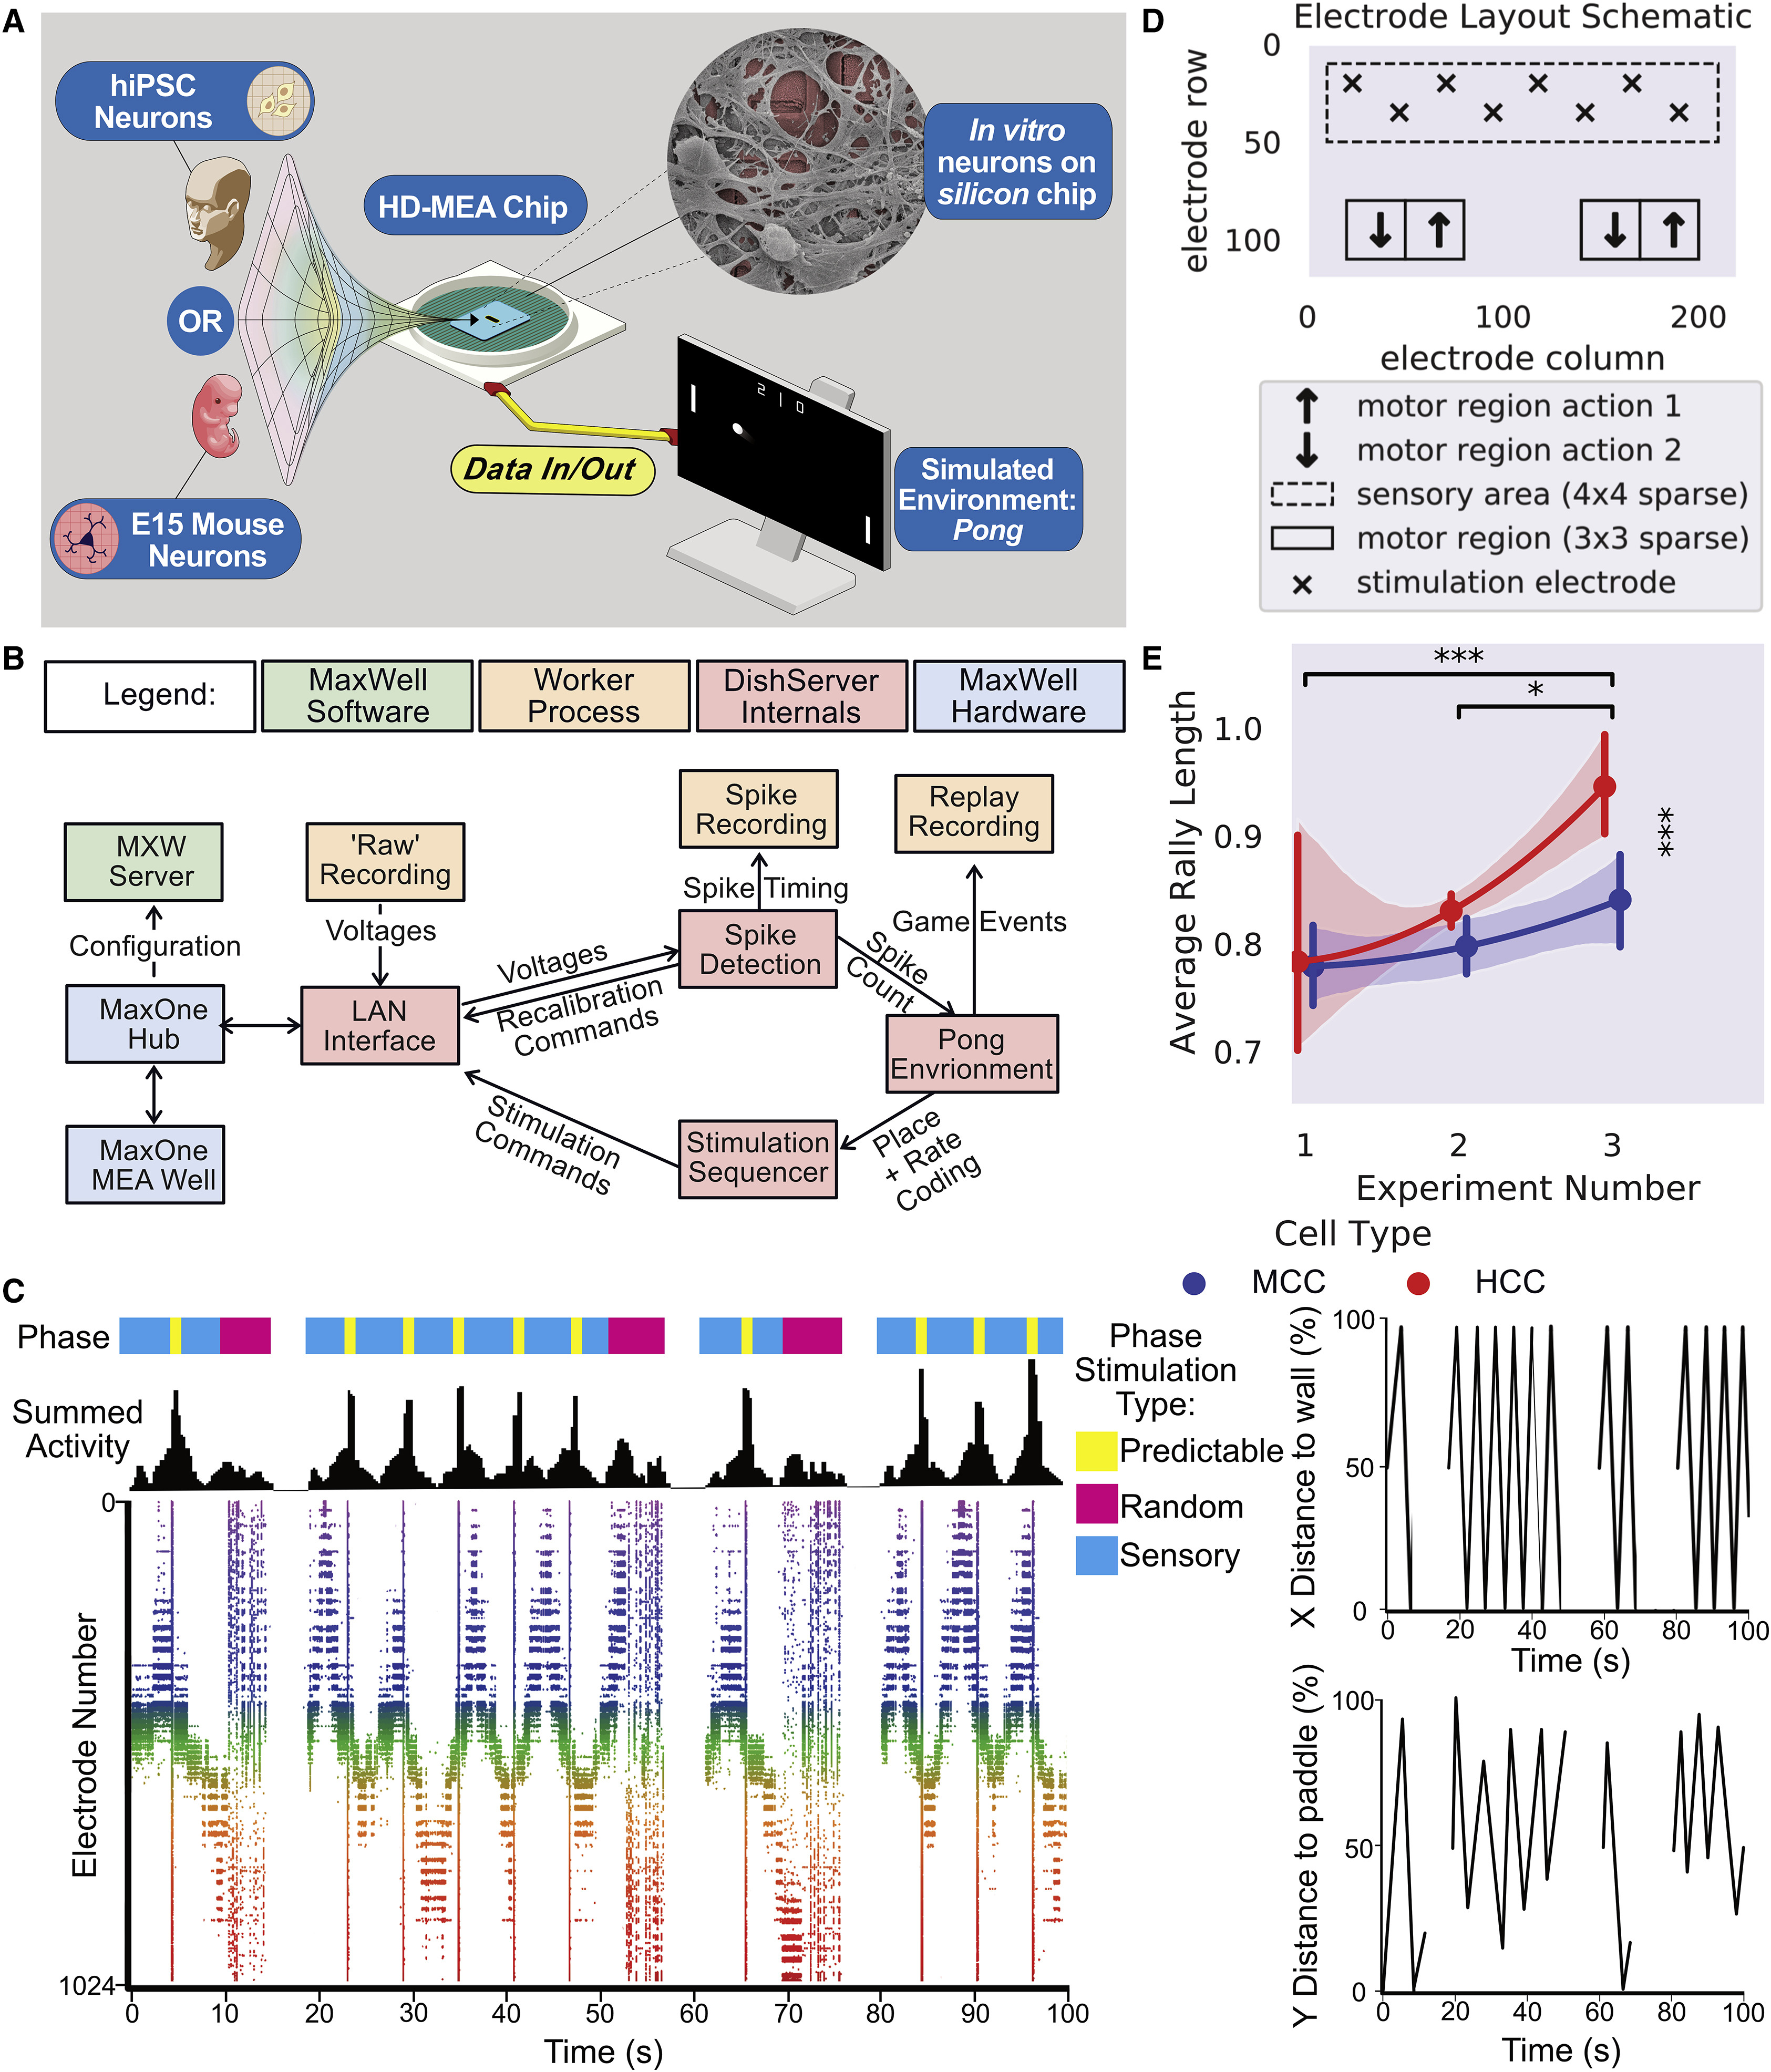 A
hiPSC
Neurons
OR
E15 Mouse
Neurons
HD-MEA Chip
In vitro
neurons on
silicon chip
2 | 0
Data In/Out
Simulated
Environment:
Pong
B
Legend:
MaxWell
Software
Worker
Process
DishServer
Internals
MaxWell
Hardware
MXW
Server
'Raw'
Recording
Spike
Recording
Replay
Recording
Configuration
Voltages
Spike Timing
Game Events
MaxOne
Hub
LAN
Interface
Voltages
Recalibration
Commands
Spike
Detection
Spike
Count
Pong
Envrionment
MaxOne
MEA Well
Stimulation
Commands
Stimulation
Sequencer
Place
+ Rate
Coding
C
Phase
Summed
Activity
Phase
Stimulation
Type:
Predictable
Random
Sensory
Electrode Number
0
1024
0 10 20 30 40 50 60 70 80 90 100
Time (s)
X Distance to wall (%)
100
50
0
0 20 40 60 80 100
Time (s)
Y Distance to paddle (%)
100
50
0
0 20 40 60 80 100
Time (s)
D
Electrode Layout Schematic
electrode row
0
50
100
0 100 200
electrode column
↑ motor region action 1
↓ motor region action 2
sensory area (4x4 sparse)
motor region (3x3 sparse)
× stimulation electrode
E
Average Rally Length
1.0
0.9
0.8
0.7
***
*
***
1 2 3
Experiment Number
Cell Type
MCC HCC